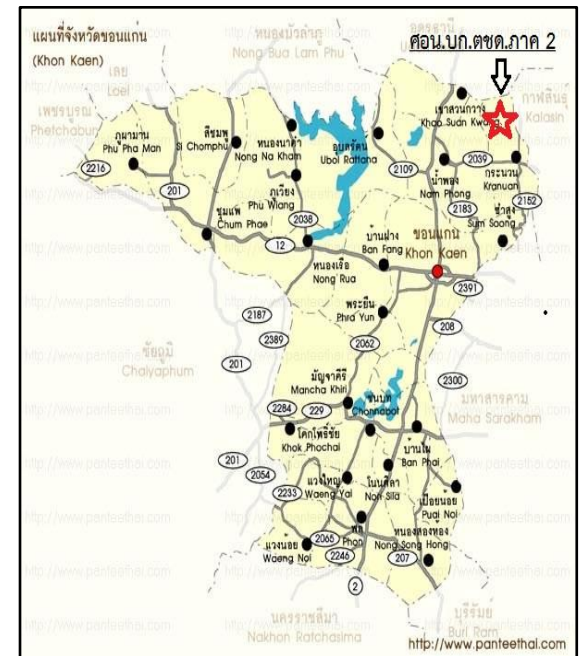 ศอน.บก.ตชด.ภาค 2
แผนที่จังหวัดขอนแก่น
(Khon Kaen)
หนองบัวลำภู
Nong Bua Lam Phu
อุดรธานี
เลย
Loei
กาฬสินธุ์
Kalasin
เพชรบูรณ์
Phetchabun
เขาสวนกวาง
Khao Suan Kwang
ภูผาม่าน
Phu Pha Man
สีชมพู
Si Chomphu
หนองนาคำ
Nong Na Kham
อุบลรัตน์
Ubol Rattana
2216
201
2109
2039
น้ำพอง
Nam Phong
กระนวน
Kranuan
ภูเวียง
Phu Wiang
2183
2152
ซำสูง
Sum Soong
ชุมแพ
Chum Phae
2038
12
บ้านฝาง
Ban Fang
ขอนแก่น
Khon Kaen
หนองเรือ
Nong Rua
2391
พระยืน
Phra Yun
2187
208
2389
2062
ชัยภูมิ
Chaiyaphum
201
มัญจาคีรี
Mancha Khiri
ชนบท
Chonnabot
2300
มหาสารคาม
Maha Sarakham
2284
229
โคกโพธิ์ชัย
Khok Phochai
บ้านไผ่
Ban Phai
201
2054
แวงใหญ่
Waeng Yai
โนนศิลา
Non Sila
2233
เปือยน้อย
Puai Noi
แวงน้อย
Waeng Noi
2065
2246
พล
Phon
หนองสองห้อง
Nong Song Hong
207
2
นครราชสีมา
Nakhon Ratchasima
บุรีรัมย์
Buri Ram
http://www.panteethai.com